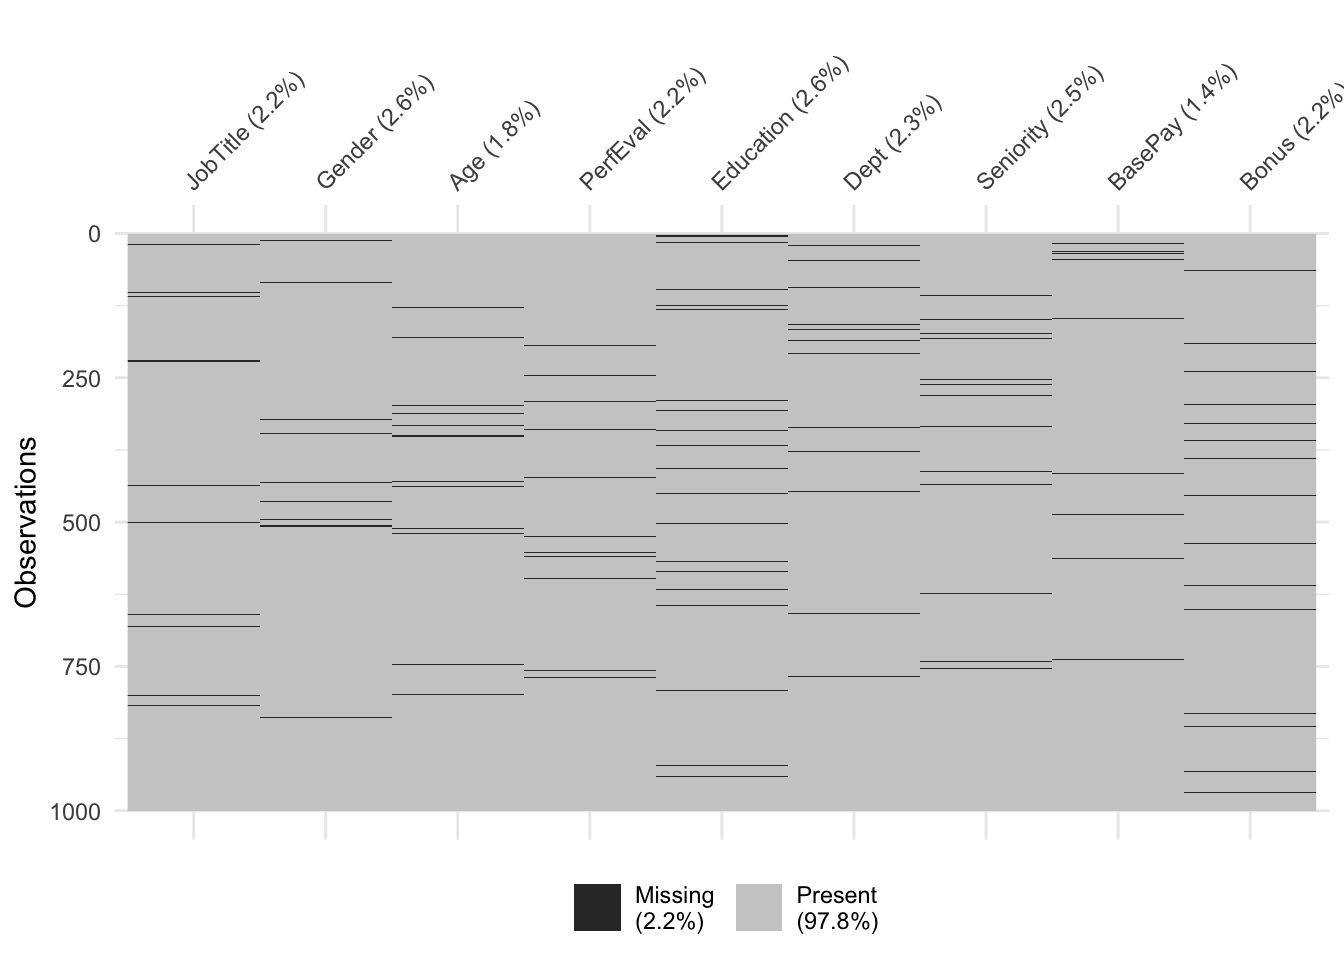 JobTitle (2.2%)
Gender (2.6%)
Age (1.8%)
PerfEval (2.2%)
Education (2.6%)
Dept (2.3%)
Seniority (2.5%)
BasePay (1.4%)
Bonus (2.2%)
Observations
0
250
500
750
1000
Missing
(2.2%)
Present
(97.8%)